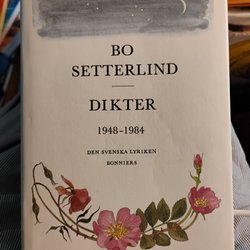 BO
SETTERLIND
DIKTER
1948–1984
DEN SVENSKA LYRIKEN
BONNIERS